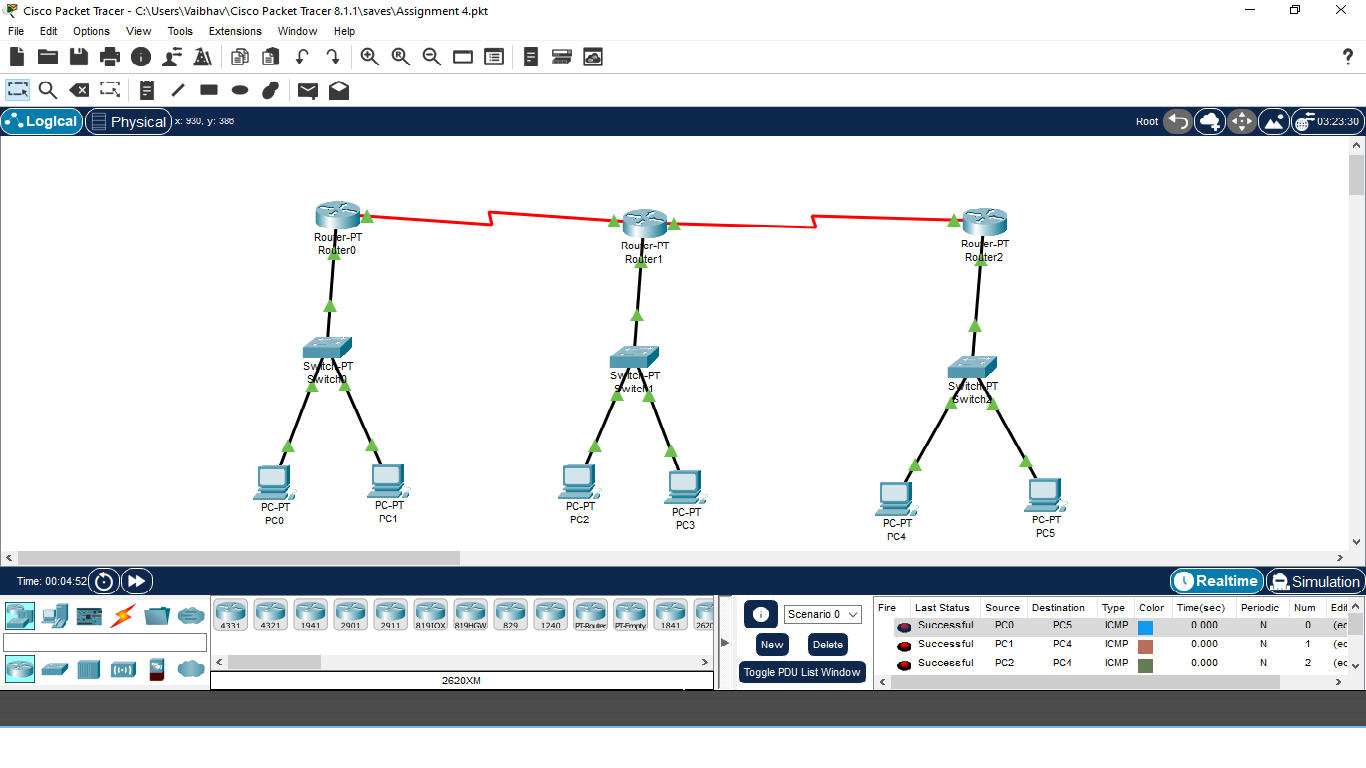 Cisco Packet Tracer - C:\Users\Vaibhav\Cisco Packet Tracer 8.1.1\saves\Assignment 4.pkt
File Edit Options View Tools Extensions Window Help
Logical Physical x: 930, y: 386 Root 03:23:30
Router-PT
Router0
Router-PT
Router1
Router-PT
Router2
Switch-PT
Switch0
Switch-PT
Switch1
Switch-PT
Switch2
PC-PT
PC0
PC-PT
PC1
PC-PT
PC2
PC-PT
PC3
PC-PT
PC4
PC-PT
PC5
Time: 00:04:52 Realtime Simulation
4331 4321 1941 2901 2911 819IOX 819HGW 829 1240 PT-Router PT-Empty 1841 262
2620XM
Scenario 0
New Delete
Toggle PDU List Window
Fire Last Status Source Destination Type Color Time(sec) Periodic Num Edi
Successful PC0 PC5 ICMP 0.000 N 0 (ec
Successful PC1 PC4 ICMP 0.000 N 1 (ec
Successful PC2 PC4 ICMP 0.000 N 2 (ec